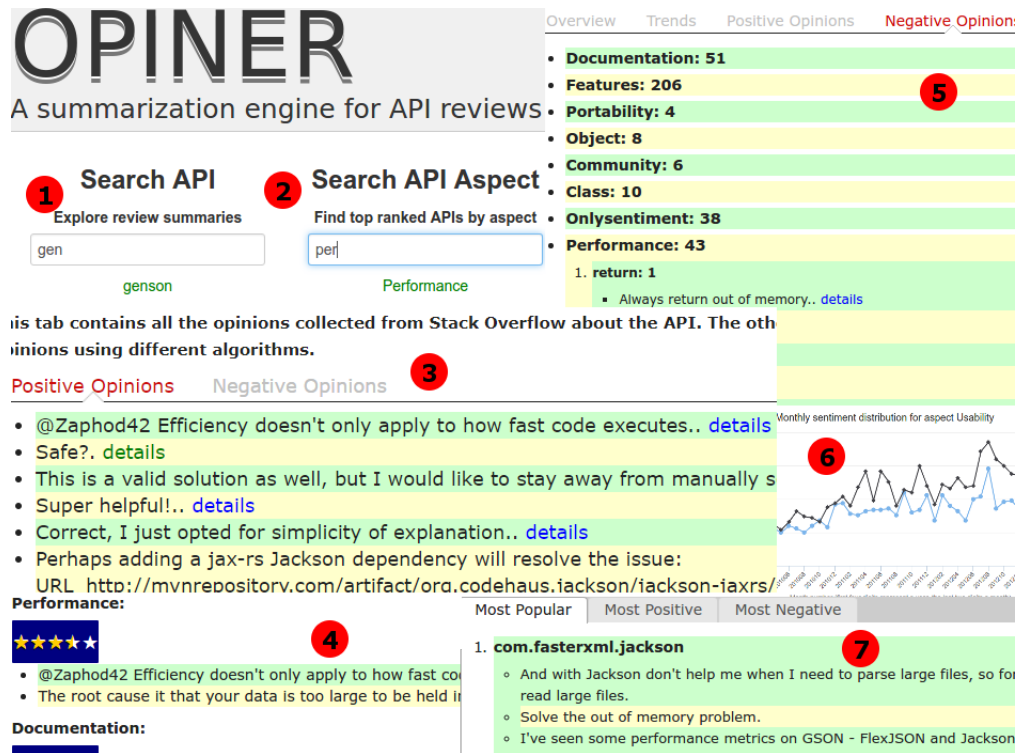 OPINER
A summarization engine for API reviews
1
Search API
Explore review summaries
gen
genson
2
Search API Aspect
Find top ranked APIs by aspect
per
Performance
Overview Trends Positive Opinions Negative Opinions
5
Documentation: 51
Features: 206
Portability: 4
Object: 8
Community: 6
Class: 10
Onlysentiment: 38
Performance: 43
1. return: 1
Always return out of memory.. details
is tab contains all the opinions collected from Stack Overflow about the API. The oth
inions using different algorithms.
Positive Opinions Negative Opinions
3
@Zaphod42 Efficiency doesn't only apply to how fast code executes.. details
Safe?. details
This is a valid solution as well, but I would like to stay away from manually s
Super helpful!.. details
Correct, I just opted for simplicity of explanation.. details
Perhaps adding a jax-rs Jackson dependency will resolve the issue:
URL http://mvnrepository.com/artifact/org.codehaus.jackson/jackson-jaxrs/
Monthly sentiment distribution for aspect Usability
6
Performance:
4
@Zaphod42 Efficiency doesn't only apply to how fast co
The root cause it that your data is too large to be held i
Documentation:
Most Popular Most Positive Most Negative
7
1. com.fasterxml.jackson
And with Jackson don't help me when I need to parse large files, so for
read large files.
Solve the out of memory problem.
I've seen some performance metrics on GSON - FlexJSON and Jackson